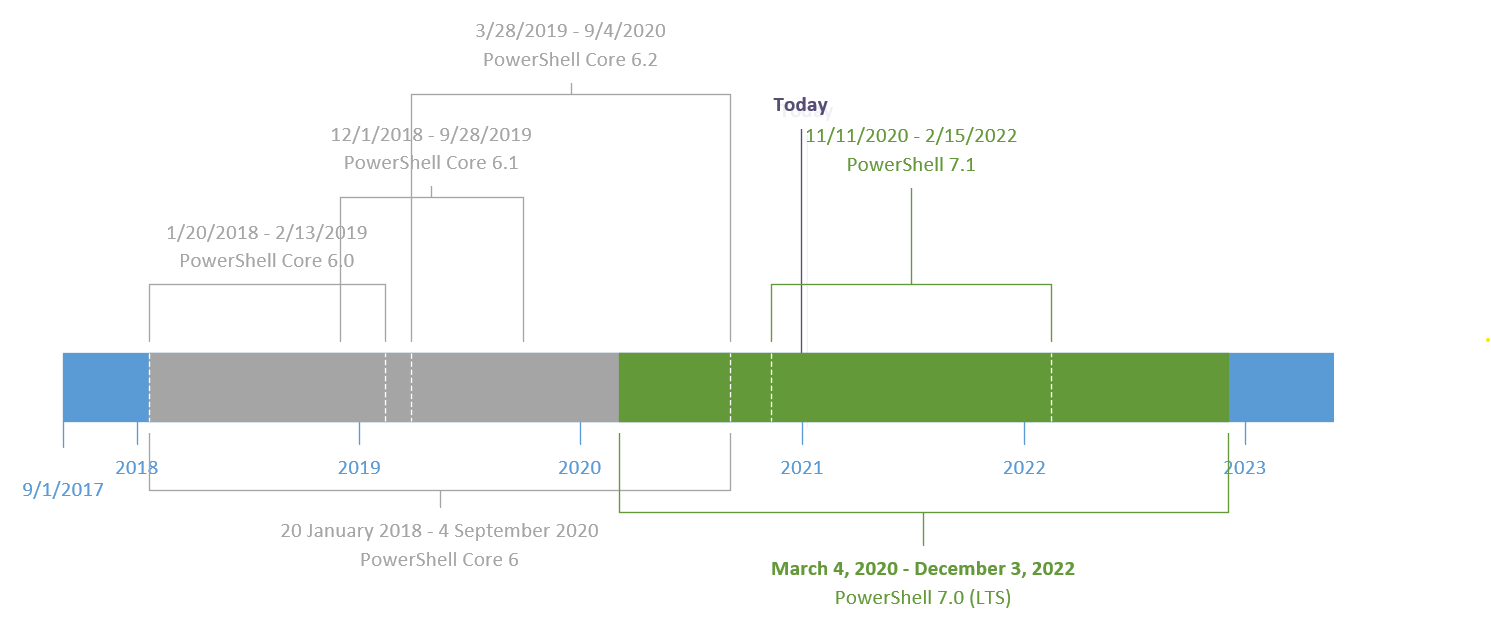 3/28/2019 - 9/4/2020
PowerShell Core 6.2
Today
12/1/2018 - 9/28/2019
PowerShell Core 6.1
11/11/2020 - 2/15/2022
PowerShell 7.1
1/20/2018 - 2/13/2019
PowerShell Core 6.0
2018
2019
2020
2021
2022
2023
9/1/2017
20 January 2018 - 4 September 2020
PowerShell Core 6
March 4, 2020 - December 3, 2022
PowerShell 7.0 (LTS)